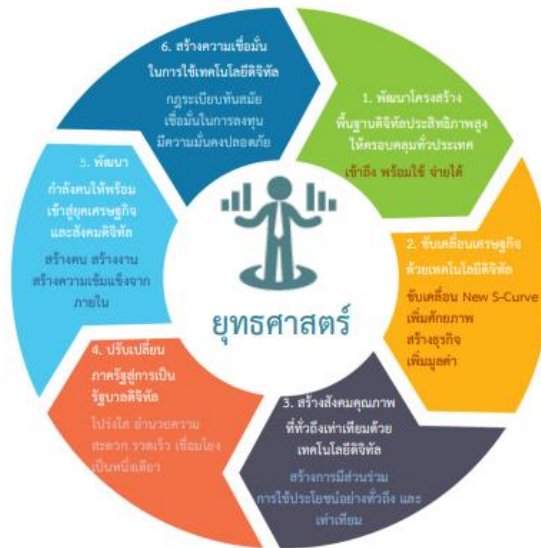 1. พัฒนาโครงสร้าง
พื้นฐานดิจิทัลประสิทธิภาพสูง
ให้ครอบคลุมทั่วประเทศ
เข้าถึง พร้อมใช้ จ่ายได้
2. ขับเคลื่อนเศรษฐกิจ
ด้วยเทคโนโลยีดิจิทัล
ขับเคลื่อน New S-Curve
เพิ่มศักยภาพ
สร้างธุรกิจ
เพิ่มมูลค่า
3. สร้างสังคมคุณภาพ
ที่ทั่วถึงเท่าเทียมด้วย
เทคโนโลยีดิจิทัล
สร้างการมีส่วนร่วม
การใช้ประโยชน์อย่างทั่วถึง และ
เท่าเทียม
4. ปรับเปลี่ยน
ภาครัฐสู่การเป็น
รัฐบาลดิจิทัล
โปร่งใส อำนวยความ
สะดวก รวดเร็ว เชื่อมโยง
เป็นหนึ่งเดียว
5. พัฒนา
กำลังคนให้พร้อม
เข้าสู่ยุคเศรษฐกิจ
และสังคมดิจิทัล
สร้างคน สร้างงาน
สร้างความเข้มแข็งจาก
ภายใน
6. สร้างความเชื่อมั่น
ในการใช้เทคโนโลยีดิจิทัล
กฎระเบียบทันสมัย
เชื่อมั่นในการลงทุน
มีความมั่นคงปลอดภัย
ยุทธศาสตร์